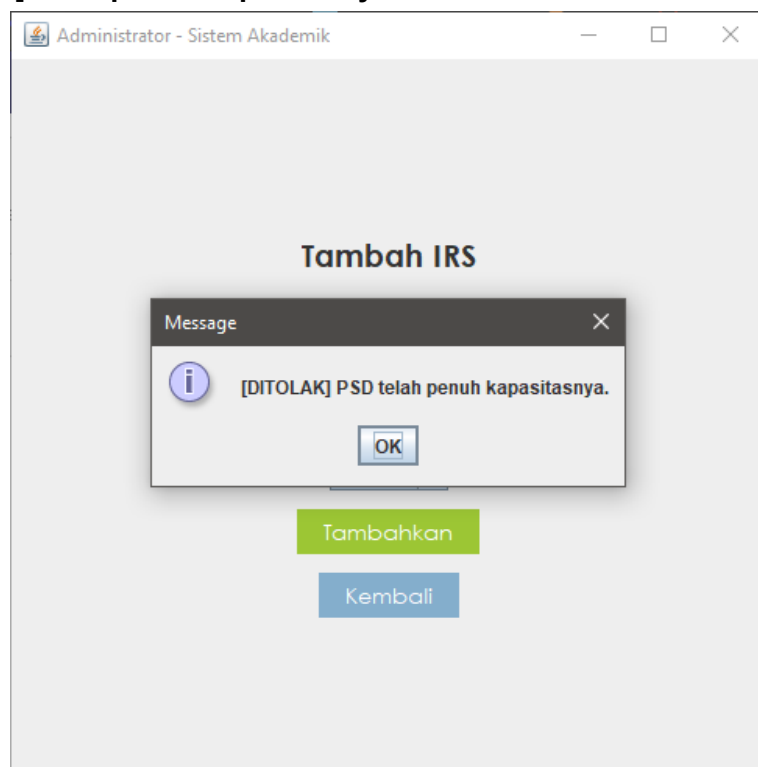 Administrator - Sistem Akademik
Tambah IRS
Message
[DITOLAK] PSD telah penuh kapasitasnya.
OK
Tambahkan
Kembali